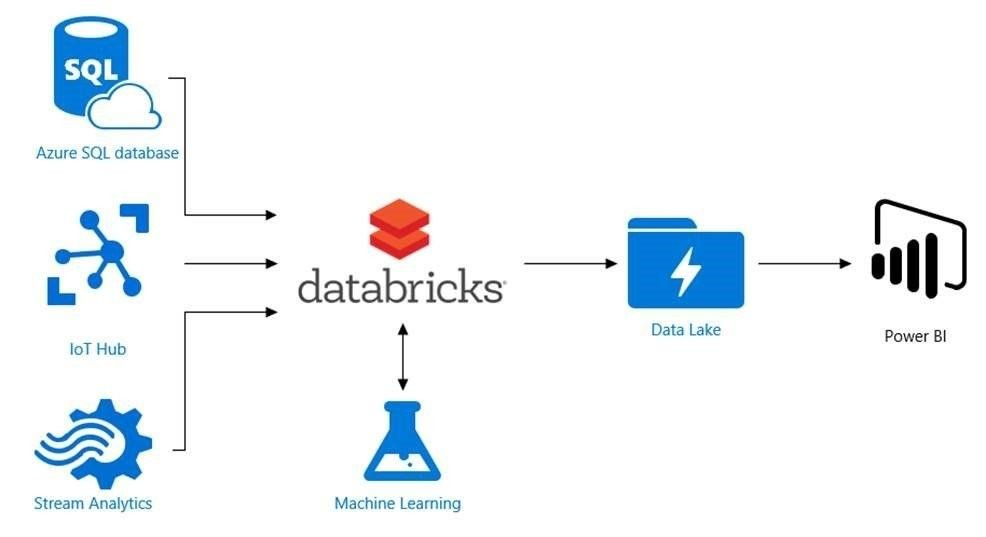 SQL
Azure SQL database
IoT Hub
Stream Analytics
databricks
Machine Learning
Data Lake
Power BI